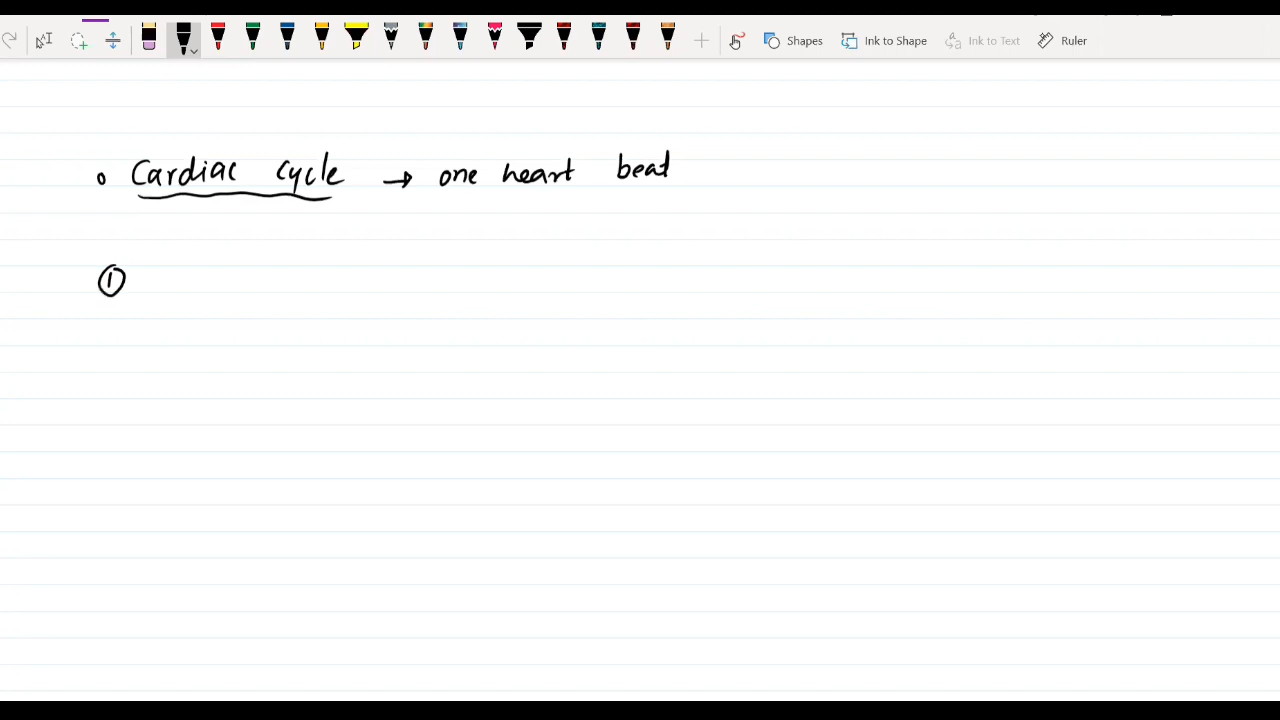 Shapes Ink to Shape Ink to Text Ruler
Cardiac cycle → one heart beat
①